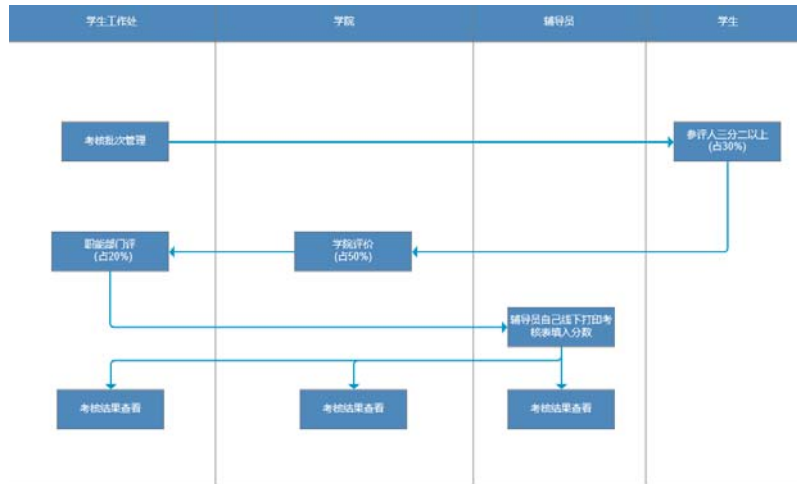 学生工作处
学院
辅导员
学生
考核批次管理
参评人三分二以上
(占30%)
职能部门评
(占20%)
学院评价
(占50%)
辅导员自己线下打印考
核表填入分数
考核结果查看
考核结果查看
考核结果查看